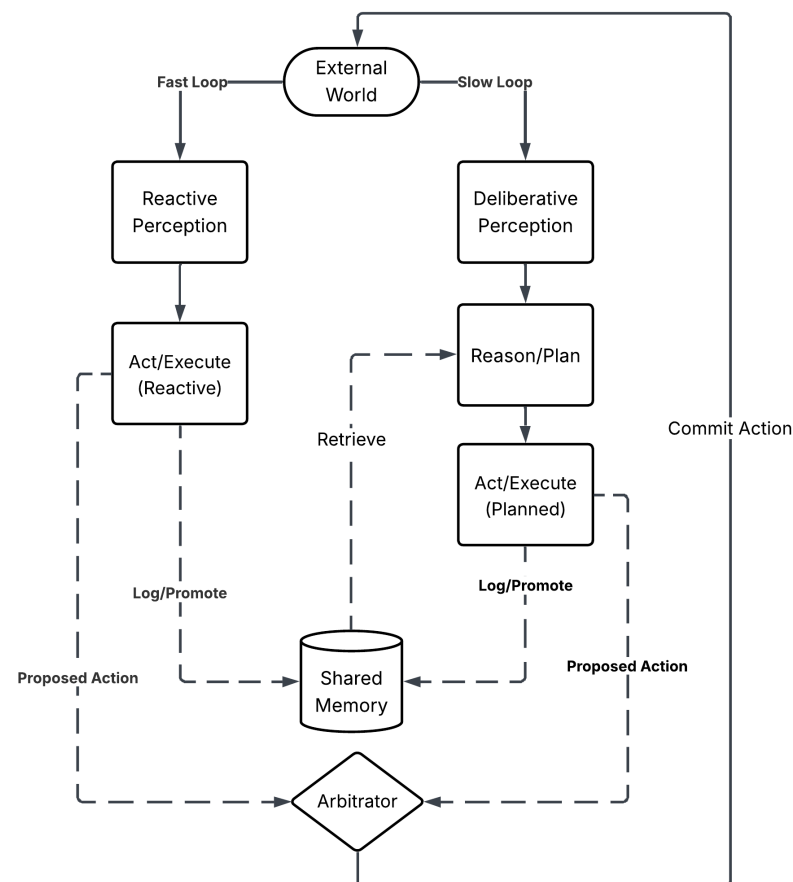 External
World
Fast Loop
Slow Loop
Reactive
Perception
Deliberative
Perception
Act/Execute
(Reactive)
Reason/Plan
Commit Action
Retrieve
Act/Execute
(Planned)
Log/Promote
Log/Promote
Proposed Action
Proposed Action
Shared
Memory
Arbitrator